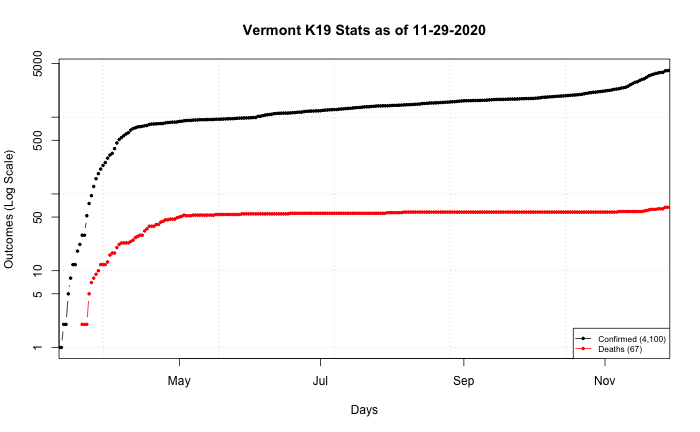 Vermont K19 Stats as of 11-29-2020
Outcomes (Log Scale)
5000
500
50
10
5
1
May
Jul
Sep
Nov
Days
Confirmed (4,100)
Deaths (67)